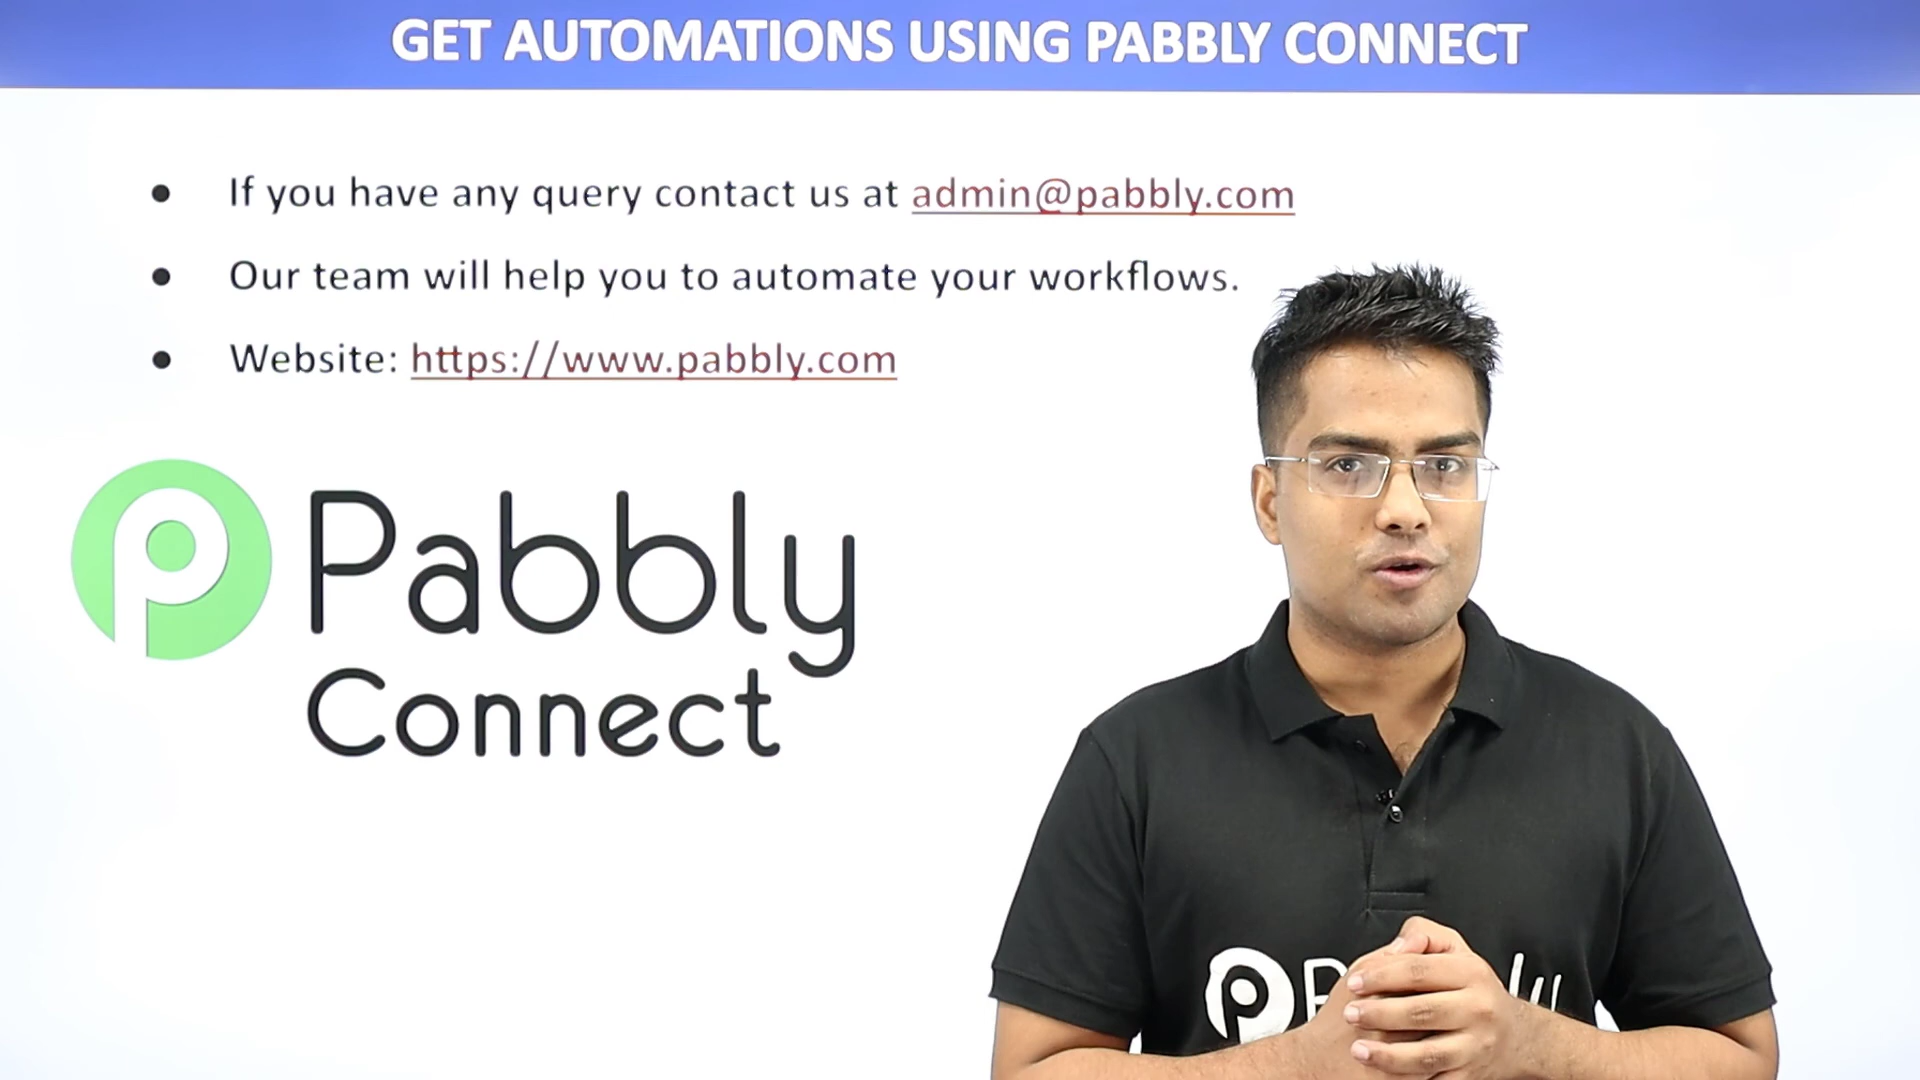 GET AUTOMATIONS USING PABBLY CONNECT
● If you have any query contact us at admin@pabbly.com
● Our team will help you to automate your workflows.
● Website: https://www.pabbly.com
Pabbly
Connect